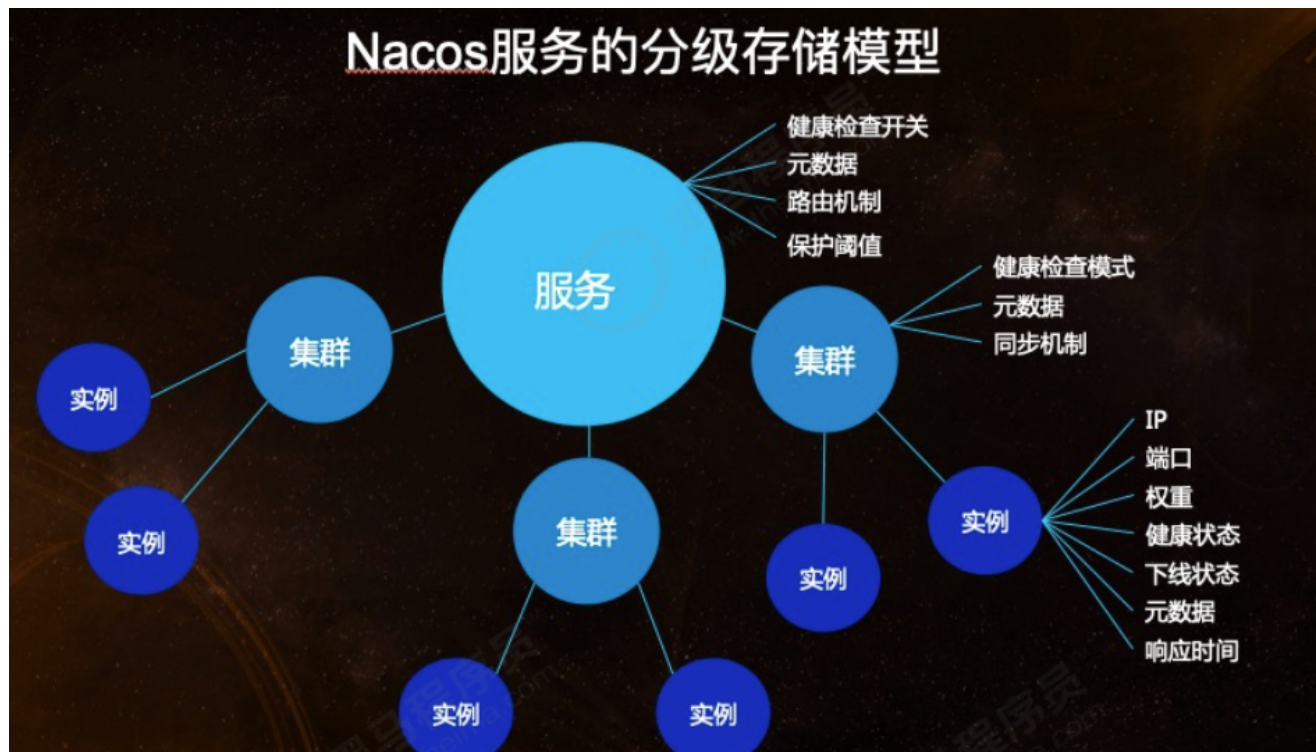 Nacos服务的分级存储模型
健康检查开关
元数据
路由机制
保护阈值
服务
健康检查模式
元数据
同步机制
集群
集群
实例
IP
端口
权重
健康状态
下线状态
元数据
响应时间
实例
集群
实例
实例
实例
实例